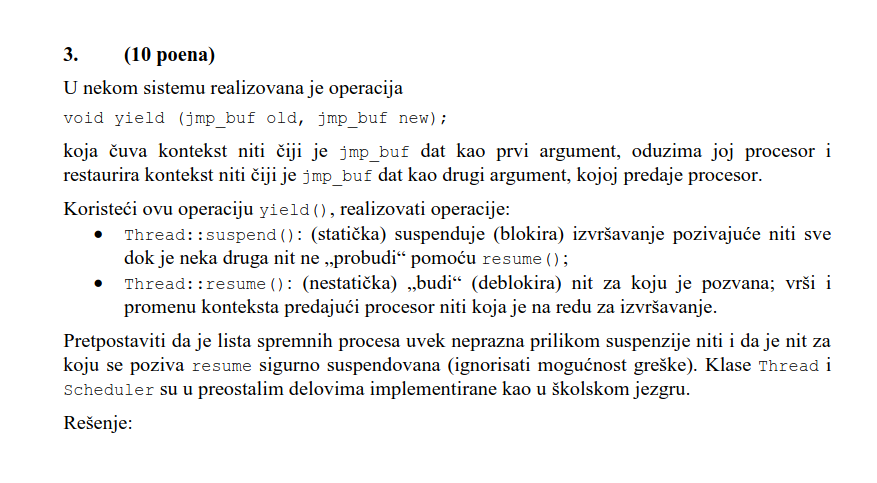 3. (10 poena)
U nekom sistemu realizovana je operacija
void yield (jmp_buf old, jmp_buf new);
koja čuva kontekst niti čiji je jmp_buf dat kao prvi argument, oduzima joj procesor i
restaurira kontekst niti čiji je jmp_buf dat kao drugi argument, kojoj predaje procesor.
Koristeći ovu operaciju yield(), realizovati operacije:
• Thread::suspend(): (statička) suspenduje (blokira) izvršavanje pozivajuće niti sve
dok je neka druga nit ne „probudi“ pomoću resume();
• Thread::resume(): (nestatička) „budi“ (deblokira) nit za koju je pozvana; vrši i
promenu konteksta predajući procesor niti koja je na redu za izvršavanje.
Pretpostaviti da je lista spremnih procesa uvek neprazna prilikom suspenzije niti i da je nit za
koju se poziva resume sigurno suspendovana (ignorisati mogućnost greške). Klase Thread i
Scheduler su u preostalim delovima implementirane kao u školskom jezgru.
Rešenje: